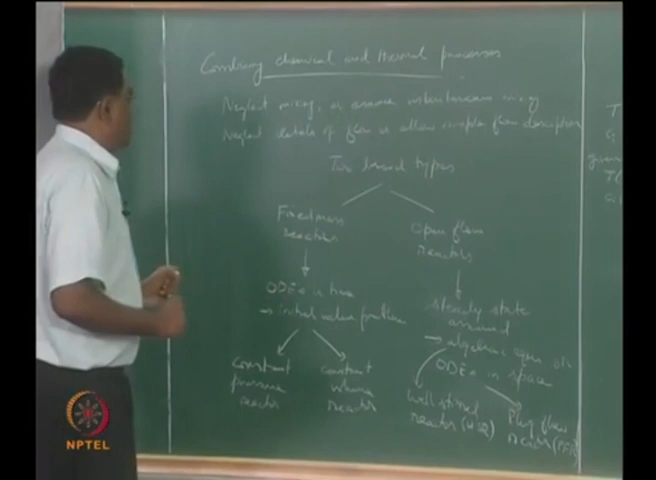 Combining chemical and thermal processes
Neglect mixing, or assume instantaneous mixing
Neglect details of flow or allow simple flow description
Two broad types
Fixed mass
reactors
Open flow
Reactors
ODEs in time
→ initial value problem
Steady state
assumed
→ algebraic eqns or
ODEs in space
Constant
pressure
reactor
constant
volume
reactor
Well stirred
reactor (WSR)
Plug flow
reactor (PFR)
T
NPTEL